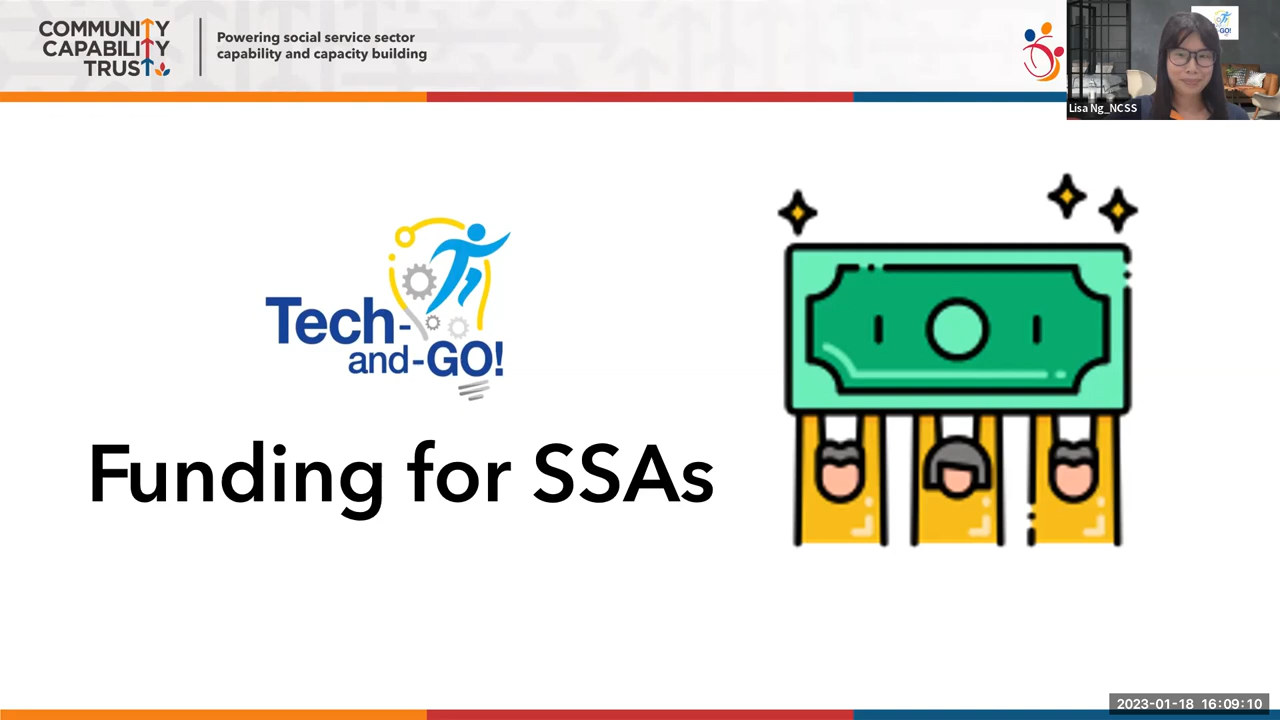 COMMUNITY
CAPABILITY
TRUST
Powering social service sector
capability and capacity building
Lisa Ng_NCSS
Tech-
and-GO!
Funding for SSAs
2023-01-18 16:09:10